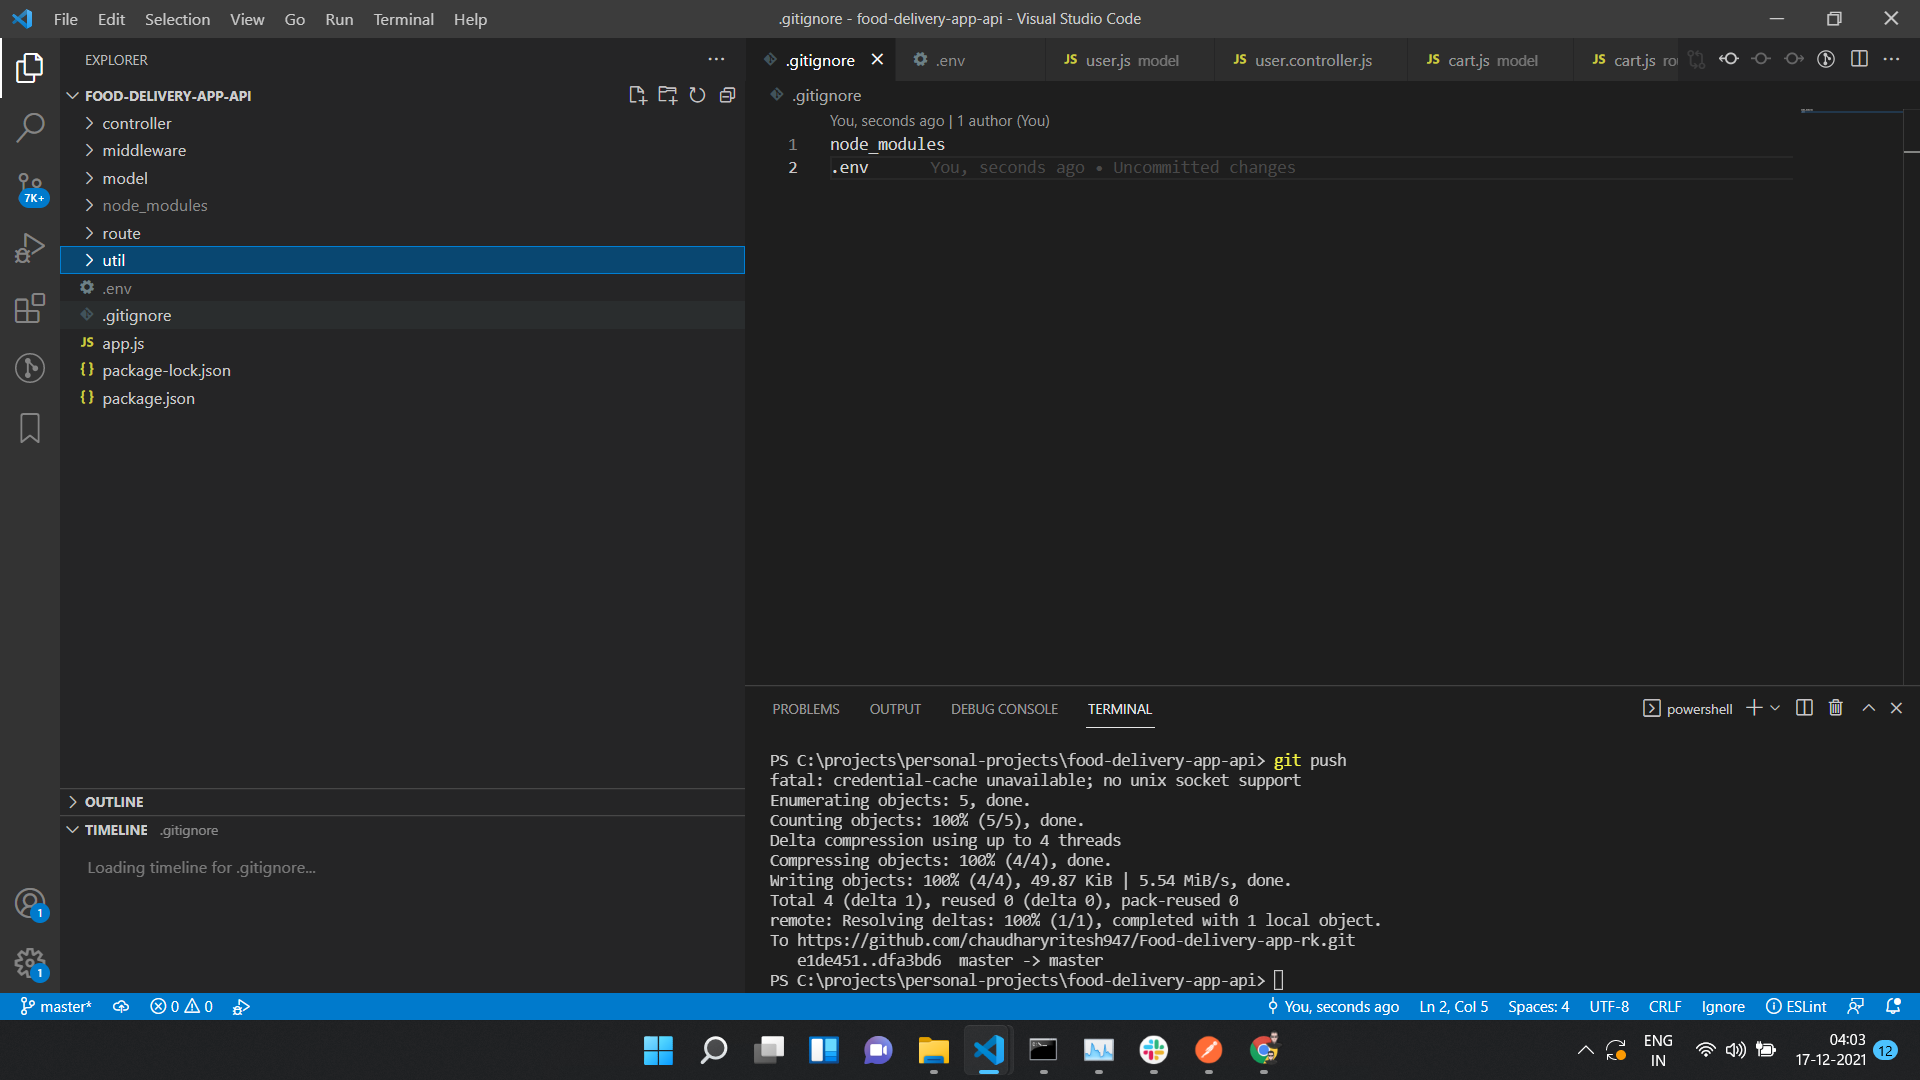 File Edit Selection View Go Run Terminal Help
.gitignore - food-delivery-app-api - Visual Studio Code
EXPLORER
FOOD-DELIVERY-APP-API
controller
middleware
model
node_modules
route
util
.env
.gitignore
JS app.js
{} package-lock.json
{} package.json
OUTLINE
TIMELINE .gitignore
Loading timeline for .gitignore...
7K+
1
1
.gitignore .env JS user.js model JS user.controller.js JS cart.js model JS cart.js ro
.gitignore
You, seconds ago | 1 author (You)
1 node_modules
2 .env You, seconds ago • Uncommitted changes
PROBLEMS OUTPUT DEBUG CONSOLE TERMINAL powershell
PS C:\projects\personal-projects\food-delivery-app-api> git push
fatal: credential-cache unavailable; no unix socket support
Enumerating objects: 5, done.
Counting objects: 100% (5/5), done.
Delta compression using up to 4 threads
Compressing objects: 100% (4/4), done.
Writing objects: 100% (4/4), 49.87 KiB | 5.54 MiB/s, done.
Total 4 (delta 1), reused 0 (delta 0), pack-reused 0
remote: Resolving deltas: 100% (1/1), completed with 1 local object.
To https://github.com/chaudharyritesh947/Food-delivery-app-rk.git
e1de451..dfa3bd6 master -> master
PS C:\projects\personal-projects\food-delivery-app-api>
master* 0 0 You, seconds ago Ln 2, Col 5 Spaces: 4 UTF-8 CRLF Ignore ESLint
ENG
IN
04:03
17-12-2021
12